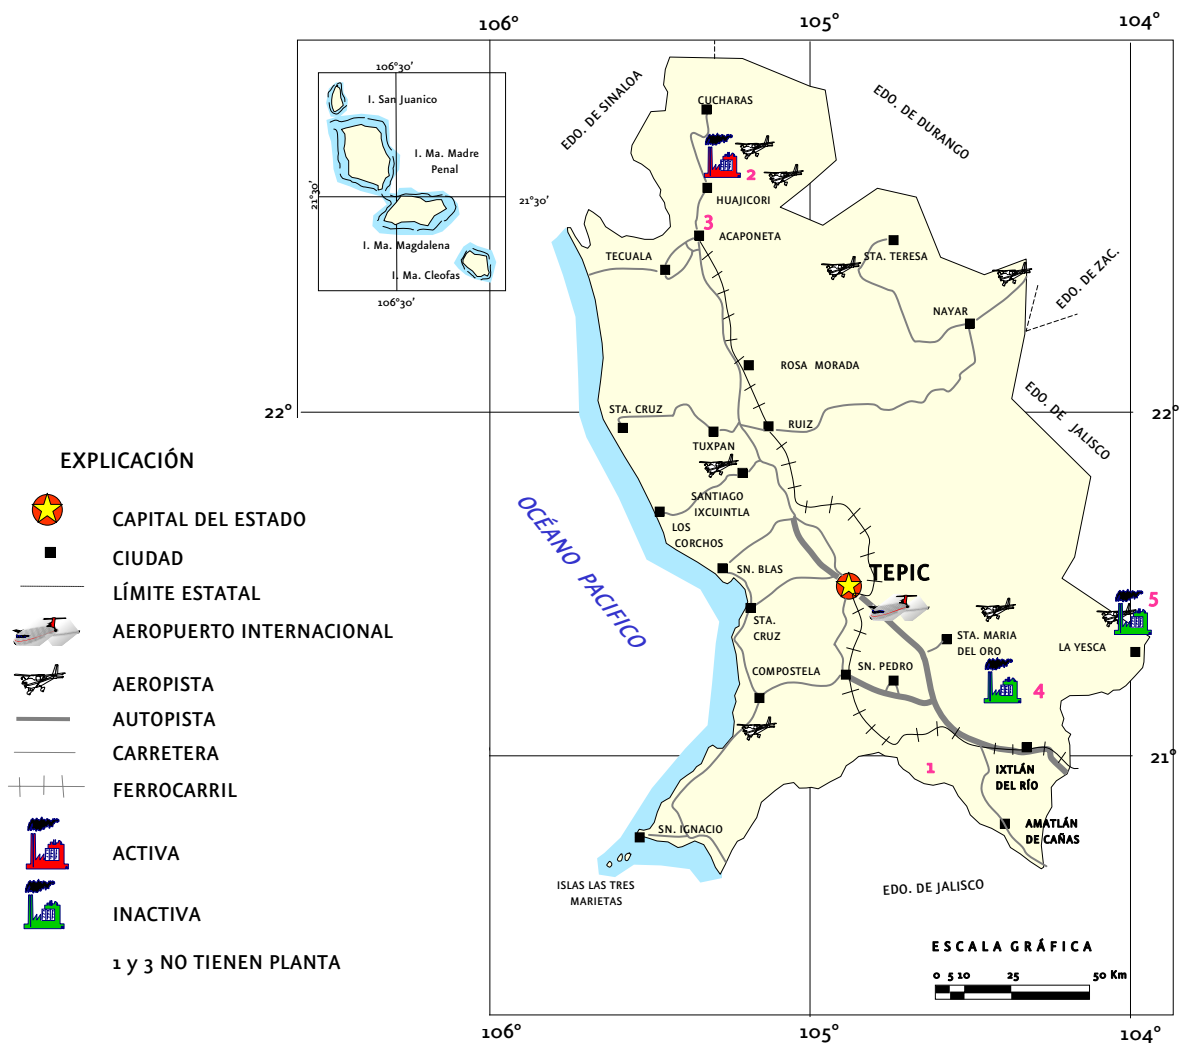 106°
105°
104°
106°30'
I. San Juanico
I. Ma. Madre
Penal
21°30'
21°30'
I. Ma. Magdalena
I. Ma. Cleofas
106°30'
EDO. DE SINALOA
EDO. DE DURANGO
CUCHARAS
2
HUAJICORI
3
ACAPONETA
TECUALA
STA. TERESA
EDO. DE ZAC.
NAYAR
ROSA MORADA
EDO. DE JALISCO
22°
22°
STA. CRUZ
RUIZ
TUXPAN
SANTIAGO
IXCUINTLA
LOS
CORCHOS
OCÉANO PACIFICO
SN. BLAS
TEPIC
5
STA.
CRUZ
STA. MARIA
DEL ORO
LA YESCA
COMPOSTELA
SN. PEDRO
4
21°
1
IXTLÁN
DEL RÍO
SN. IGNACIO
AMATLÁN
DE CAÑAS
ISLAS LAS TRES
MARIETAS
EDO. DE JALISCO
EXPLICACIÓN
CAPITAL DEL ESTADO
CIUDAD
LÍMITE ESTATAL
AEROPUERTO INTERNACIONAL
AEROPISTA
AUTOPISTA
CARRETERA
FERROCARRIL
ACTIVA
INACTIVA
1 y 3 NO TIENEN PLANTA
ESCALA GRÁFICA
0 5 10 25 50 Km
106°
105°
104°